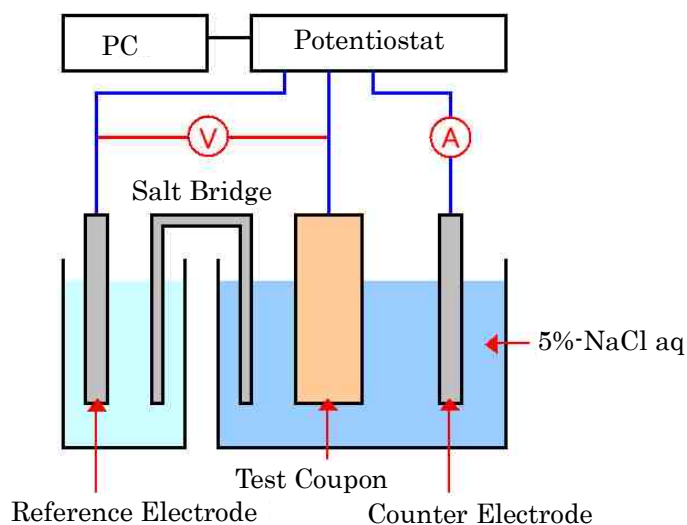 PC
Potentiostat
V
A
Salt Bridge
5%-NaCl aq
Test Coupon
Reference Electrode
Counter Electrode